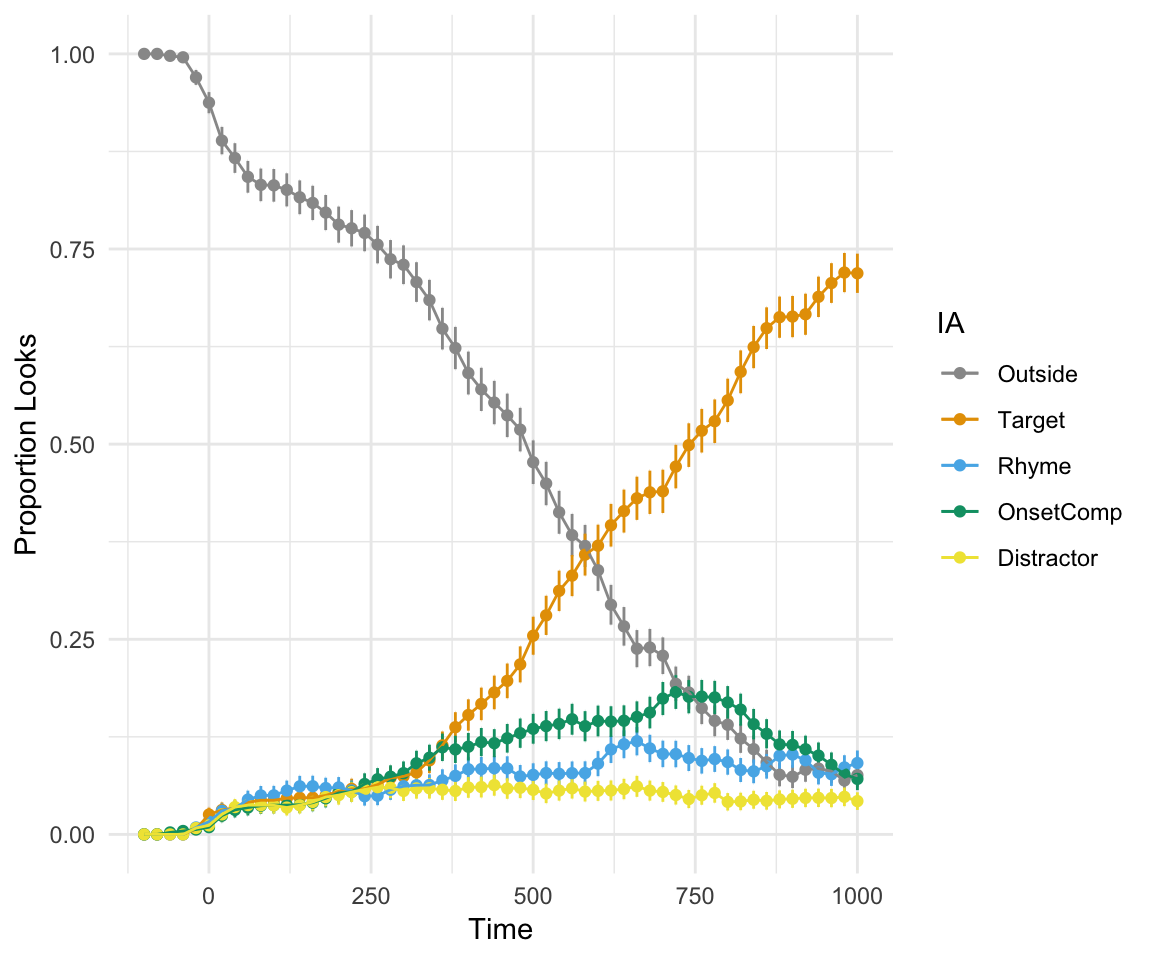 1.00
0.75
0.50
0.25
0.00
Proportion Looks
0 250 500 750 1000
Time
IA
Outside
Target
Rhyme
OnsetComp
Distractor